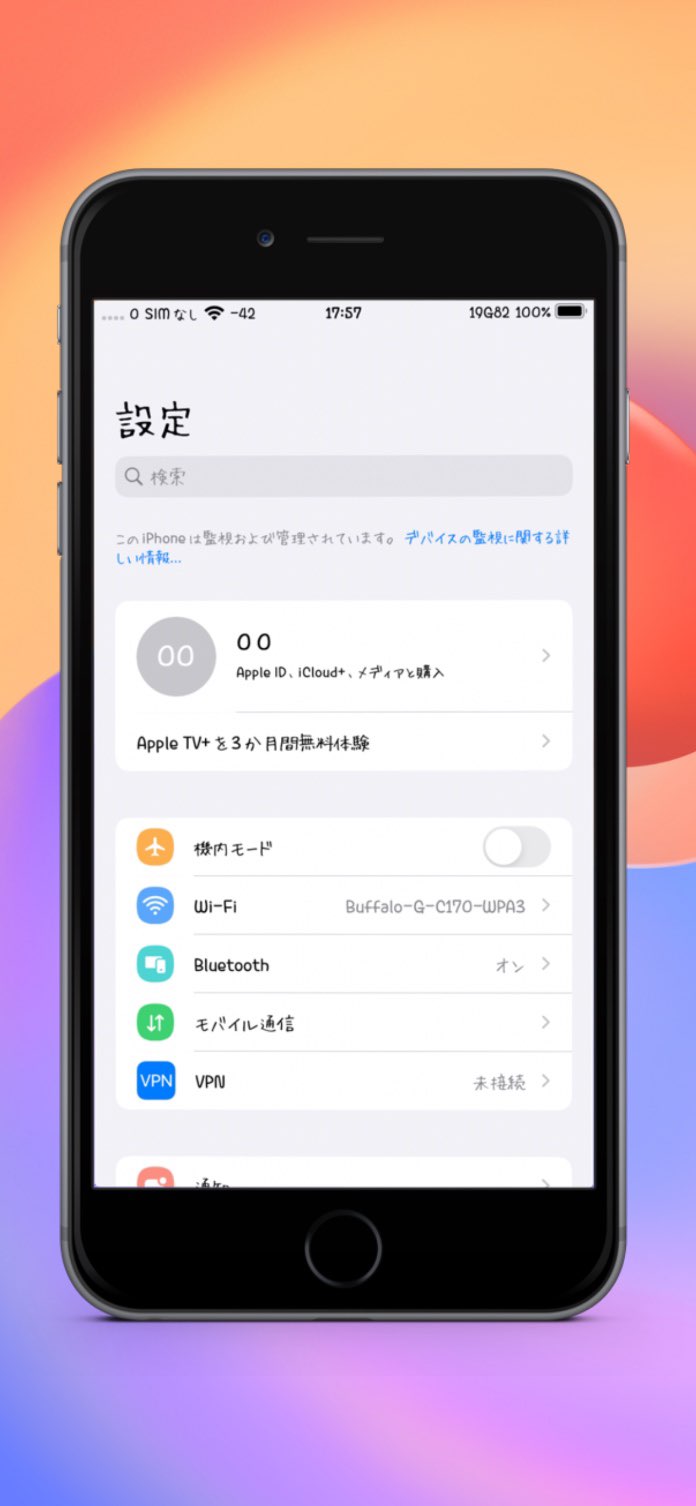 0 SIMなし -42 17:57 19G82 100%
設定
検索
このiPhoneは監視および管理されています。デバイスの監視に関する詳
しい情報...
00
0 0
Apple ID、iCloud+、メディアと購入
Apple TV+を3か月間無料体験
機内モード
Wi-Fi Buffalo-G-C170-WPA3
Bluetooth オン
モバイル通信
VPN VPN 未接続
通知